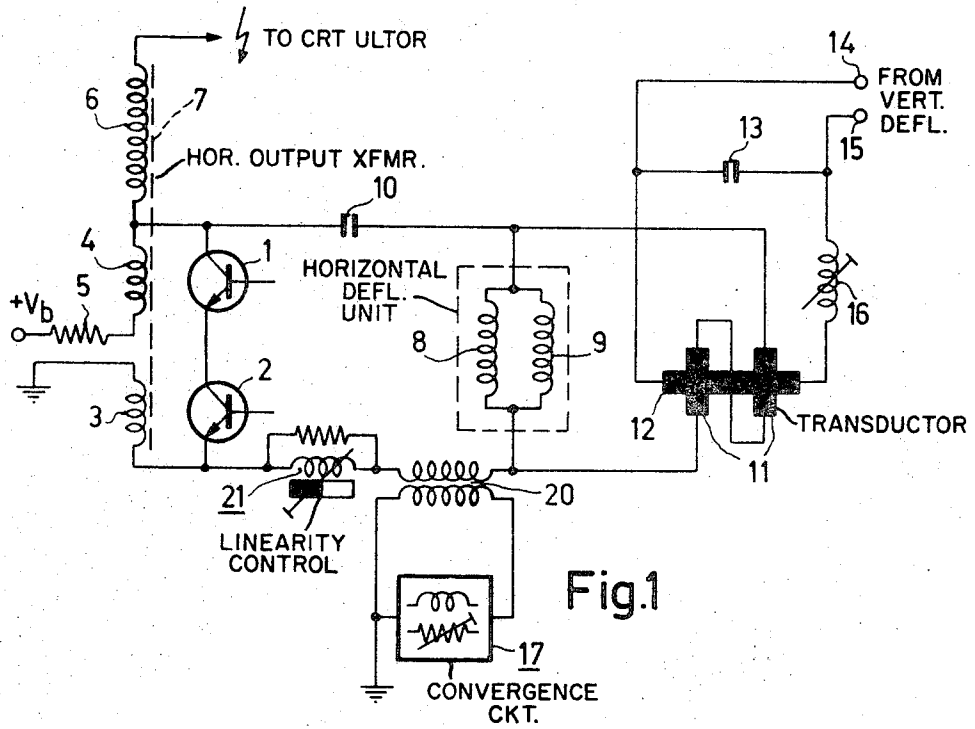 TO CRT ULTOR
14
FROM
VERT.
DEFL.
15
6
7
13
HOR. OUTPUT XFMR.
10
4
1
HORIZONTAL
DEFL.
UNIT
+Vb
5
16
8
9
2
3
12
TRANSDUCTOR
11
21
20
LINEARITY
CONTROL
Fig.1
17
CONVERGENCE
CKT.